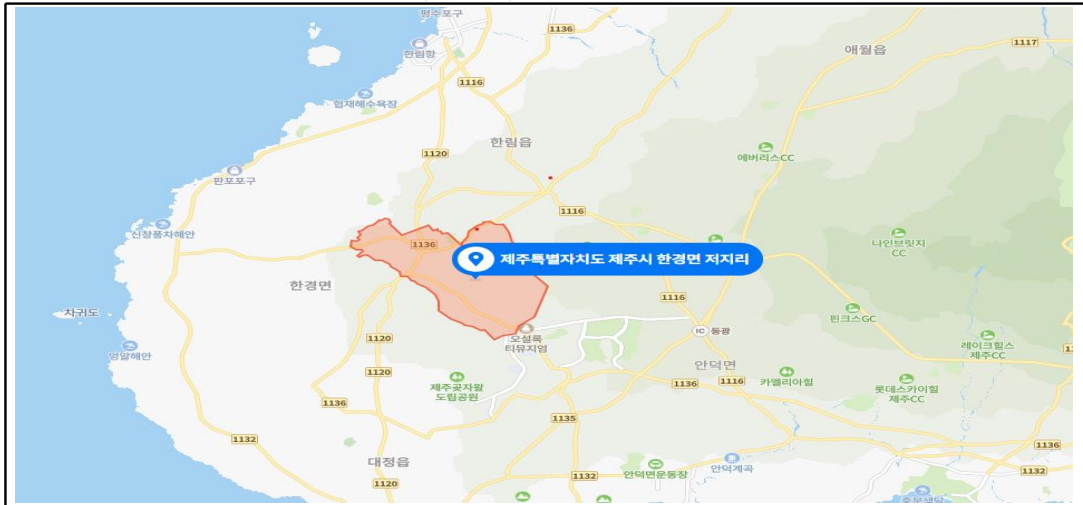 평수포구
1136
한림항
애월읍
1117
1116
협재해수욕장
한림읍
1120
에버리스CC
판포포구
1116
신창풍차해안
나인브릿지
CC
1136
제주특별자치도 제주시 한경면 저지리
한경면
1116
차귀도
핀크스GC
오설록
티뮤지엄
IC 동광
엉알해안
1120
레이크힐스
제주CC
안덕면
1120
제주곶자왈
도립공원
1136
1116
카멜리아힐
롯데스카이힐
제주CC
1136
1135
1132
1136
대정읍
안덕계곡
1120
안덕면운동장
1132
1132